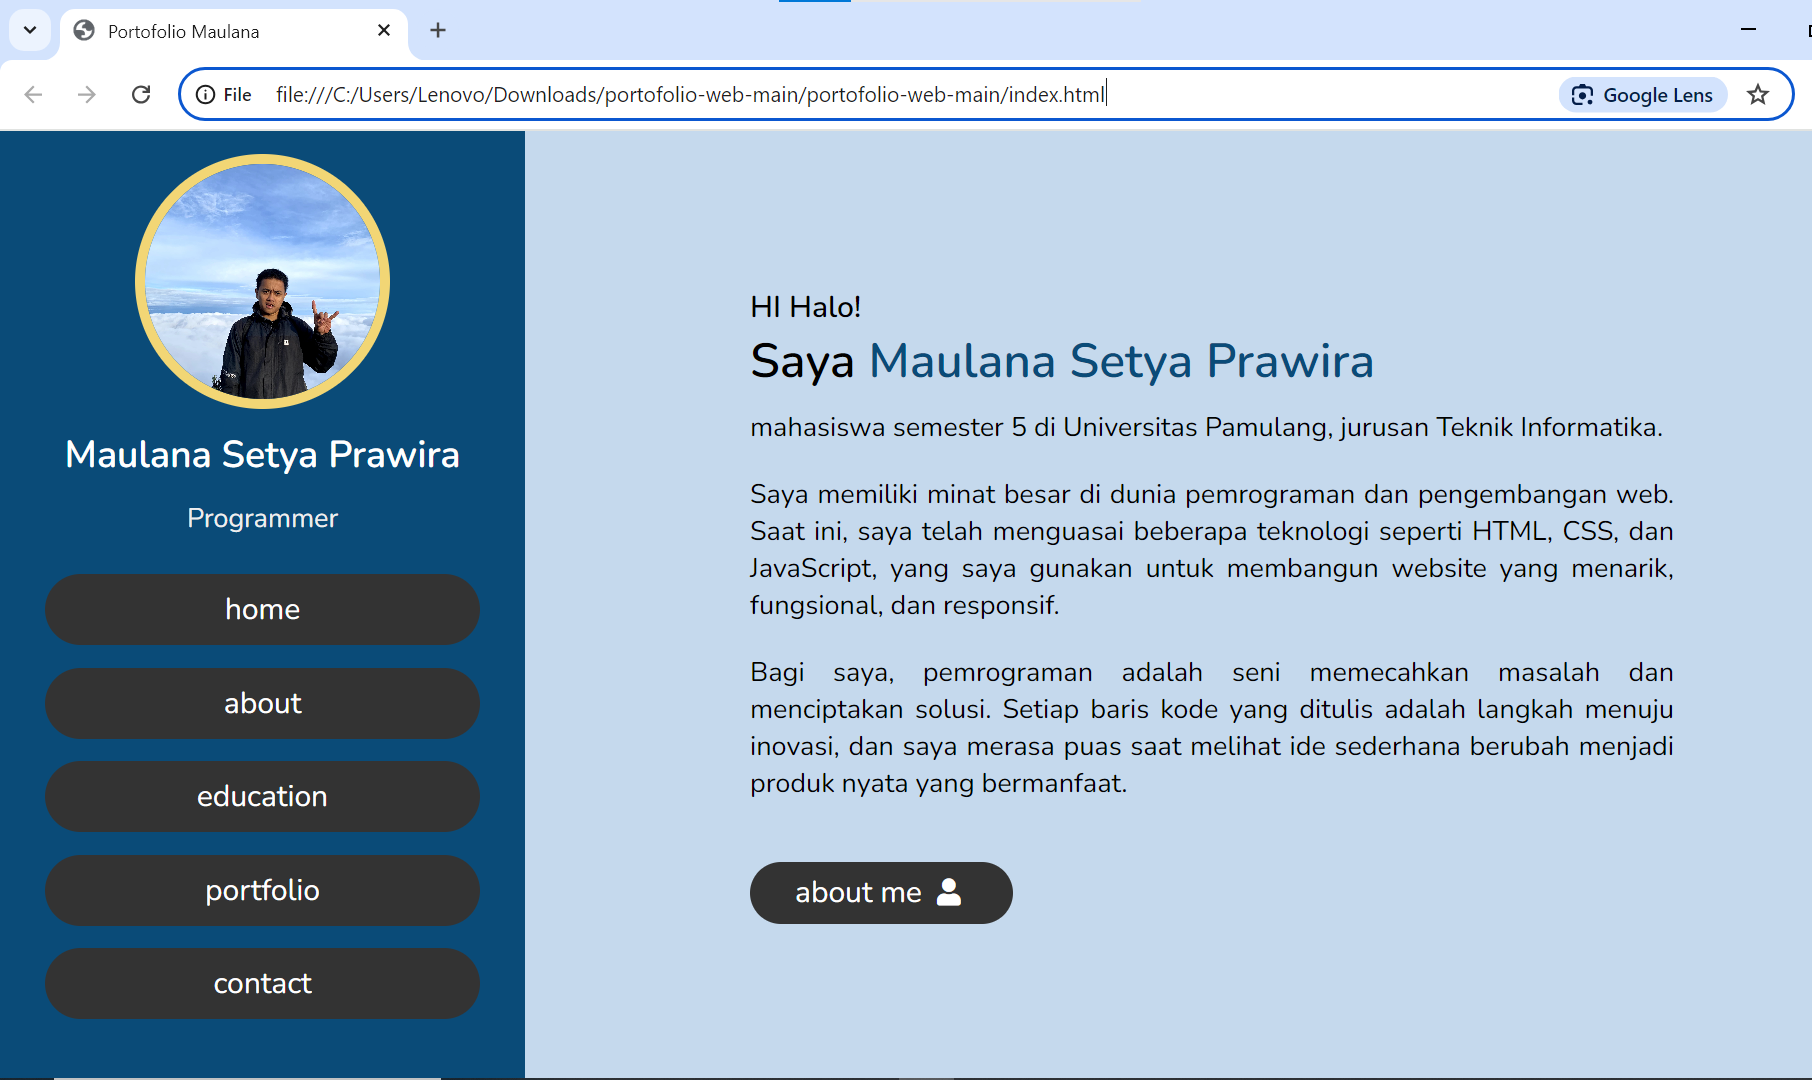 Portofolio Maulana
File
file:///C:/Users/Lenovo/Downloads/portofolio-web-main/portofolio-web-main/index.html
Google Lens
Maulana Setya Prawira
Programmer
home
about
education
portfolio
contact
HI Halo!
Saya Maulana Setya Prawira
mahasiswa semester 5 di Universitas Pamulang, jurusan Teknik Informatika.
Saya memiliki minat besar di dunia pemrograman dan pengembangan web.
Saat ini, saya telah menguasai beberapa teknologi seperti HTML, CSS, dan
JavaScript, yang saya gunakan untuk membangun website yang menarik,
fungsional, dan responsif.
Bagi saya, pemrograman adalah seni memecahkan masalah dan
menciptakan solusi. Setiap baris kode yang ditulis adalah langkah menuju
inovasi, dan saya merasa puas saat melihat ide sederhana berubah menjadi
produk nyata yang bermanfaat.
about me